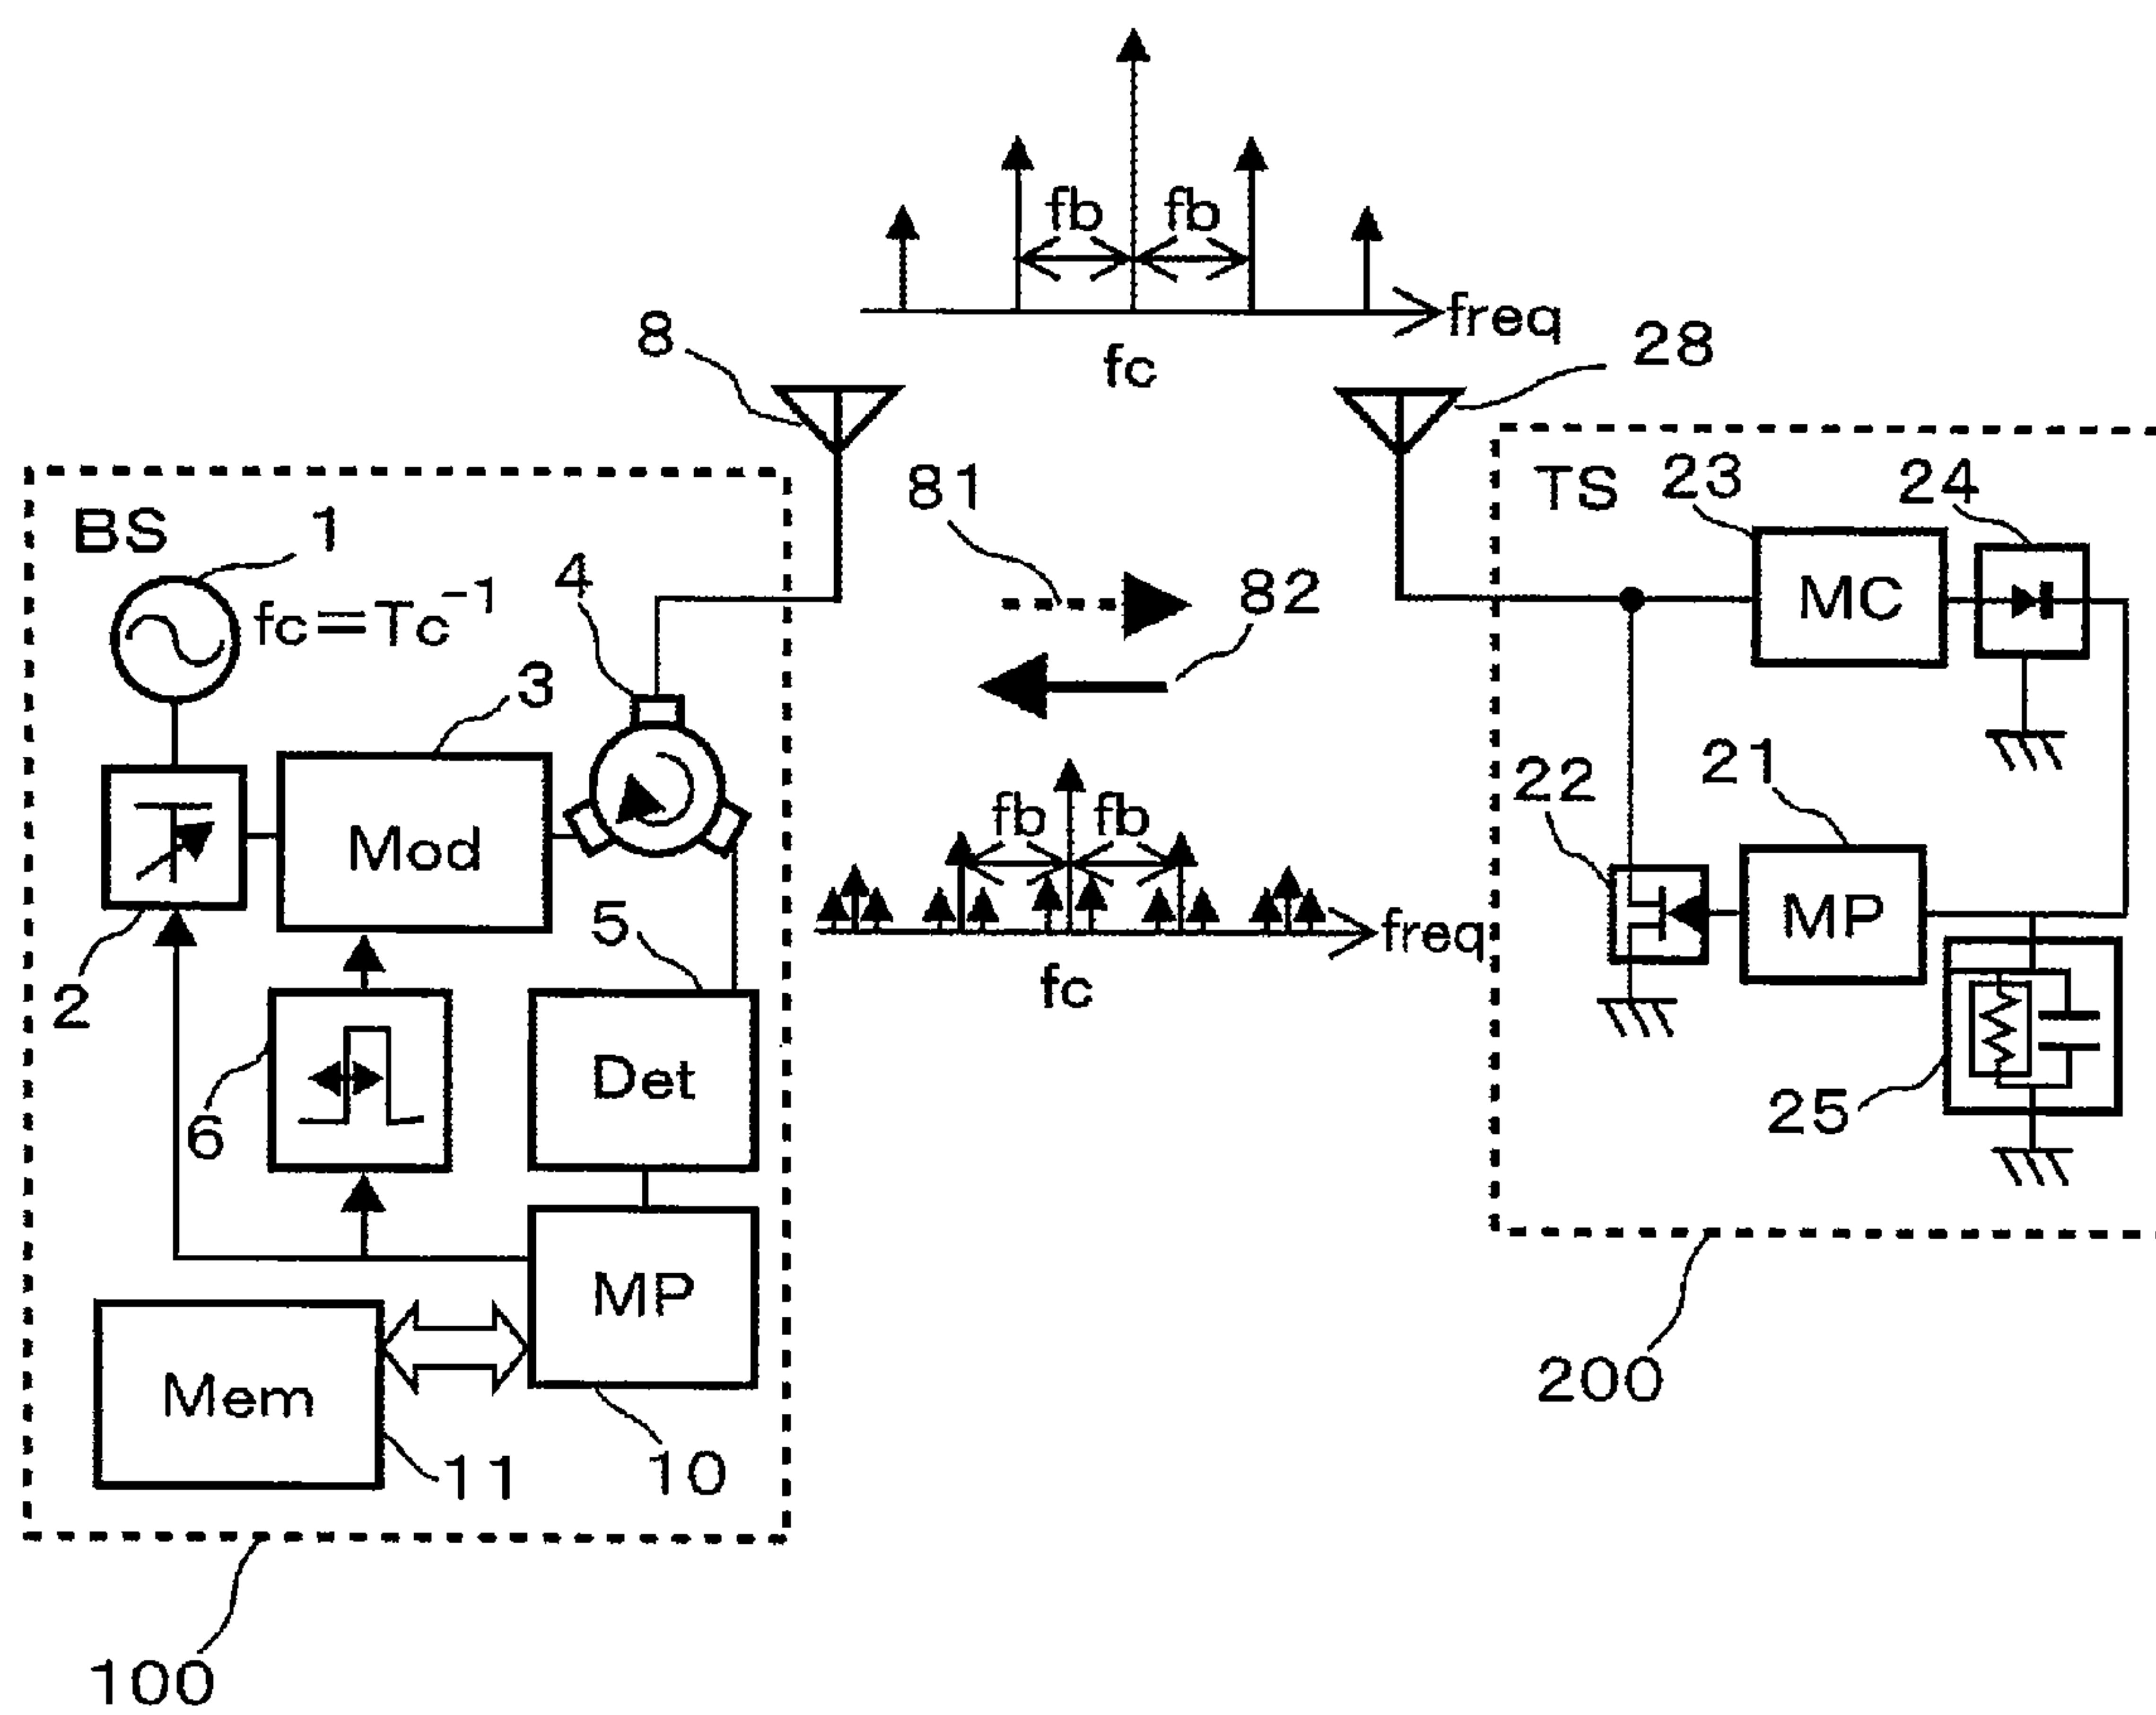 fb fb
freq
fc
8
28
81
82
BS
1
fc=Tc⁻¹
4
3
Mod
2
5
6
Det
MP
Mem
11
10
100
fb fb
freq
fc
TS
23
24
MC
22
21
MP
25
200